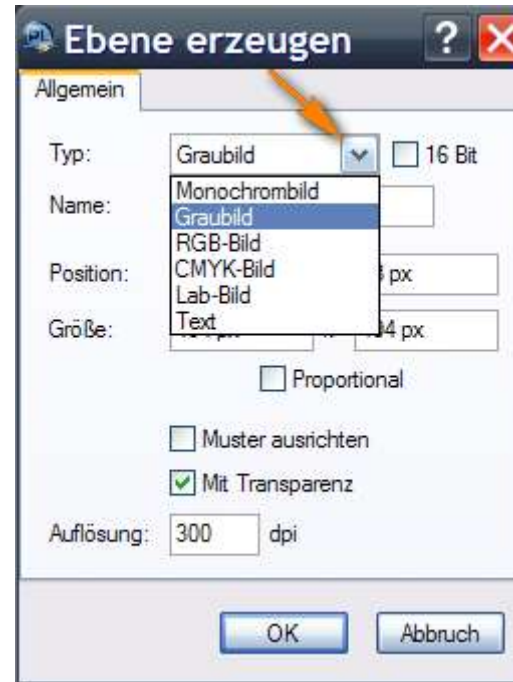 Ebene erzeugen ?
Allgemein
Typ: Graubild 16 Bit
Monochrombild
Name: Graubild
RGB-Bild
Position: CMYK-Bild px
Lab-Bild
Größe: Text px
Proportional
Muster ausrichten
Mit Transparenz
Auflösung: 300 dpi
OK Abbruch